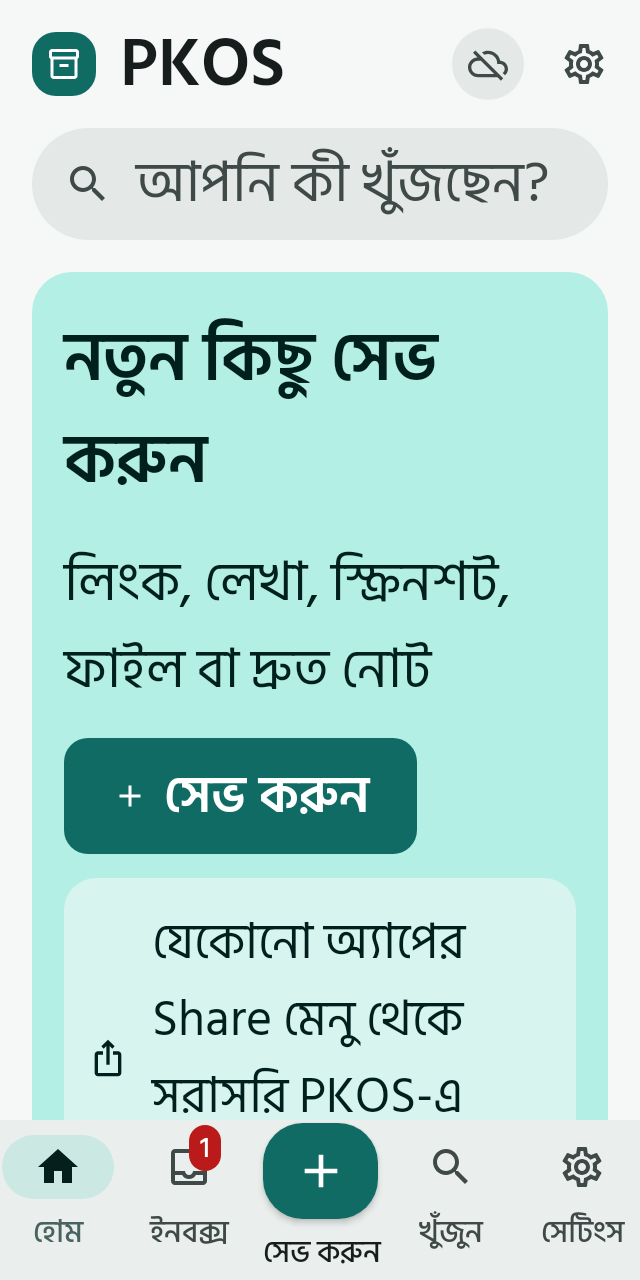 PKOS
আপনি কী খুঁজছেন?
নতুন কিছু সেভ
করুন
লিংক, লেখা, স্ক্রিনশট,
ফাইল বা দ্রুত নোট
+ সেভ করুন
যেকোনো অ্যাপের
Share মেনু থেকে
সরাসরি PKOS-এ
1
হোম
ইনবক্স
সেভ করুন
খুঁজুন
সেটিংস